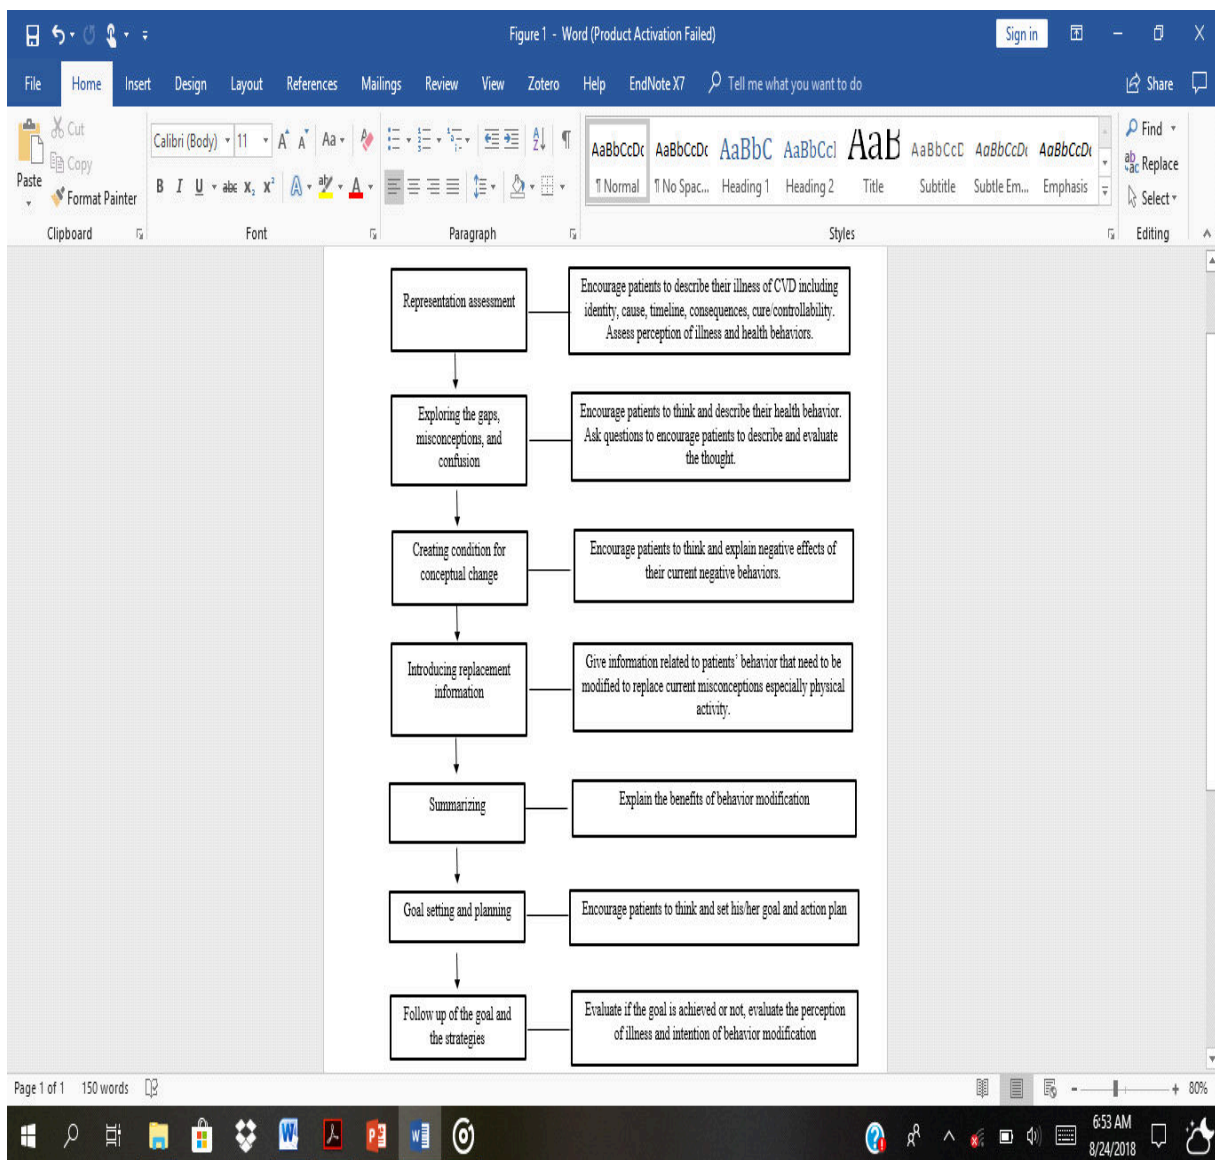 Figure 1 - Word (Product Activation Failed)
Sign in
File Home Insert Design Layout References Mailings Review View Zotero Help EndNote X7 Tell me what you want to do Share
Cut
Copy
Paste
Format Painter
Calibri (Body) 11 A A Aa
B I U abc X2 X2 A ab A
AaBbCcDc AaBbCcDc AaBbC AaBbCcI AaB AaBbCcD AaBbCcDc AaBbCcDc
¶ Normal ¶ No Spac... Heading 1 Heading 2 Title Subtitle Subtle Em... Emphasis
Find
Replace
Select
Clipboard Font Paragraph Styles Editing
Representation assessment
Encourage patients to describe their illness of CVD including
identity, cause, timeline, consequences, cure/controllability.
Assess perception of illness and health behaviors.
Exploring the gaps,
misconceptions, and
confusion
Encourage patients to think and describe their health behavior.
Ask questions to encourage patients to describe and evaluate
the thought.
Creating condition for
conceptual change
Encourage patients to think and explain negative effects of
their current negative behaviors.
Introducing replacement
information
Give information related to patients' behavior that need to be
modified to replace current misconceptions especially physical
activity.
Summarizing
Explain the benefits of behavior modification
Goal setting and planning
Encourage patients to think and set his/her goal and action plan
Follow up of the goal and
the strategies
Evaluate if the goal is achieved or not, evaluate the perception
of illness and intention of behavior modification
Page 1 of 1 150 words
80%
6:53 AM
8/24/2018